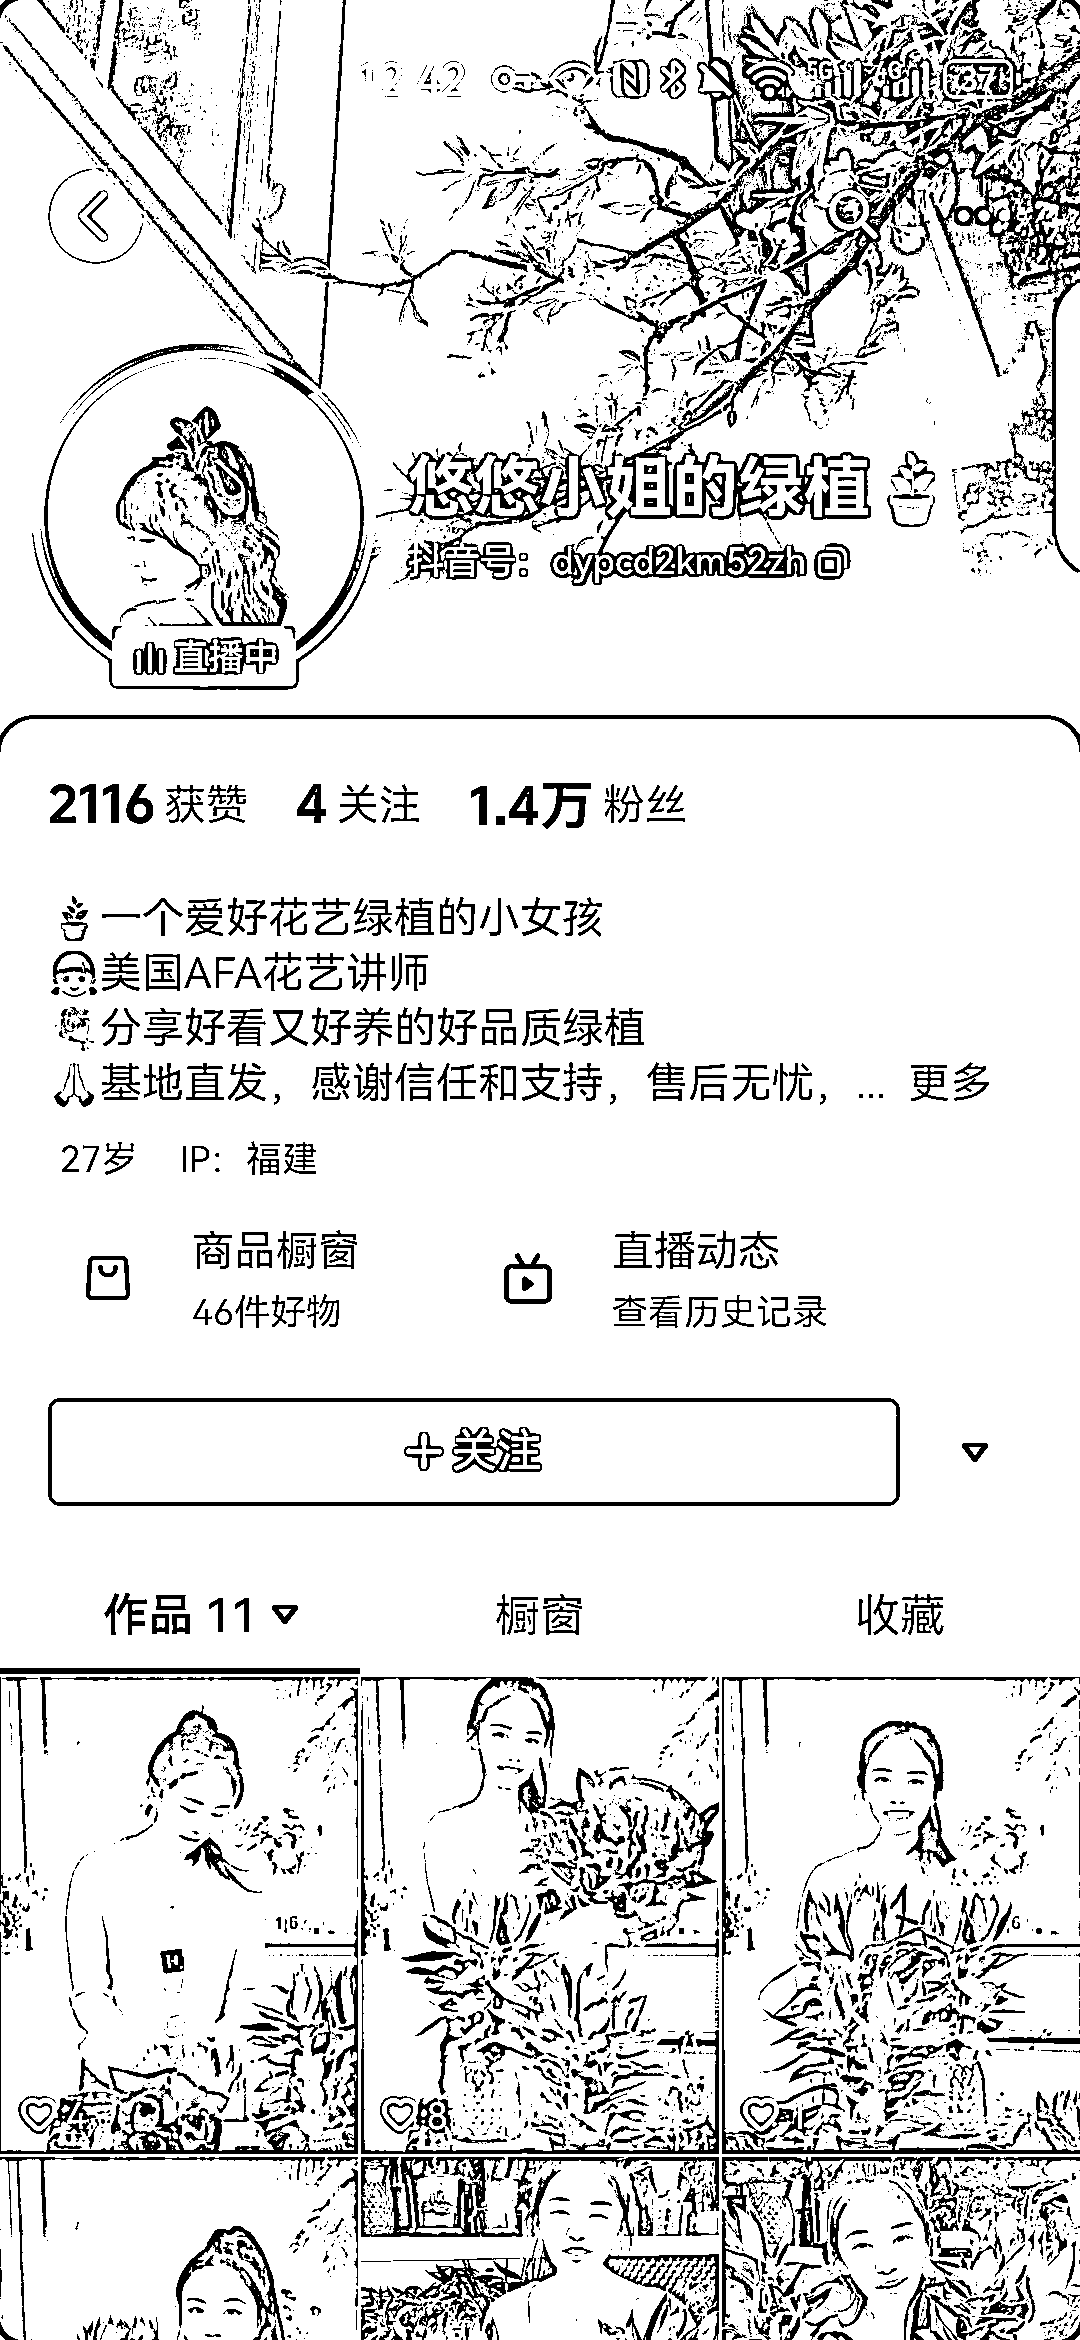 12:42
5G
37
悠悠小姐的绿植
抖音号：dypcd2km52zh
直播中
2116 获赞 4 关注 1.4万 粉丝
一个爱好花艺绿植的小女孩
美国AFA花艺讲师
分享好看又好养的好品质绿植
基地直发，感谢信任和支持，售后无忧，... 更多
27岁 IP：福建
商品橱窗 直播动态
46件好物 查看历史记录
+ 关注
作品 11 橱窗 收藏